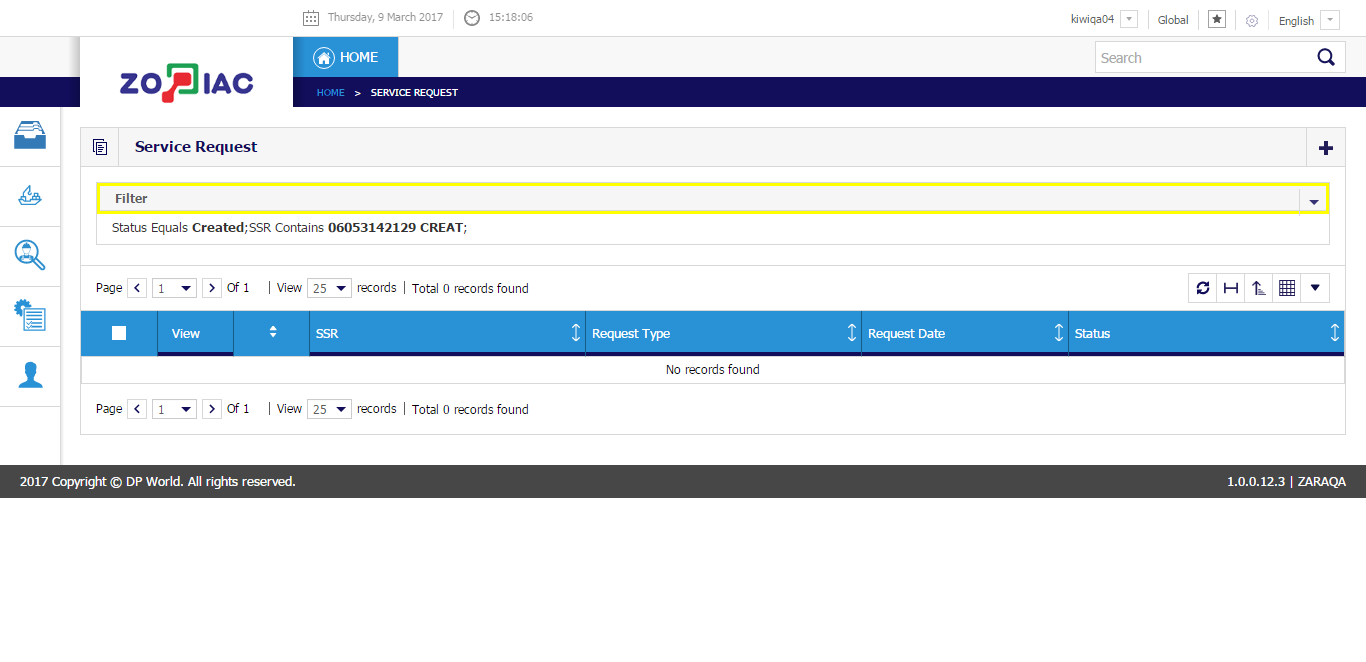 Thursday, 9 March 2017 15:18:06 kiwiqa04 Global English
ZODIAC
HOME
Search
HOME > SERVICE REQUEST
Service Request
Filter
Status Equals Created;SSR Contains 06053142129 CREAT;
Page 1 Of 1 | View 25 records | Total 0 records found
View SSR Request Type Request Date Status
No records found
Page 1 Of 1 | View 25 records | Total 0 records found
2017 Copyright © DP World. All rights reserved. 1.0.0.12.3 | ZARAQA